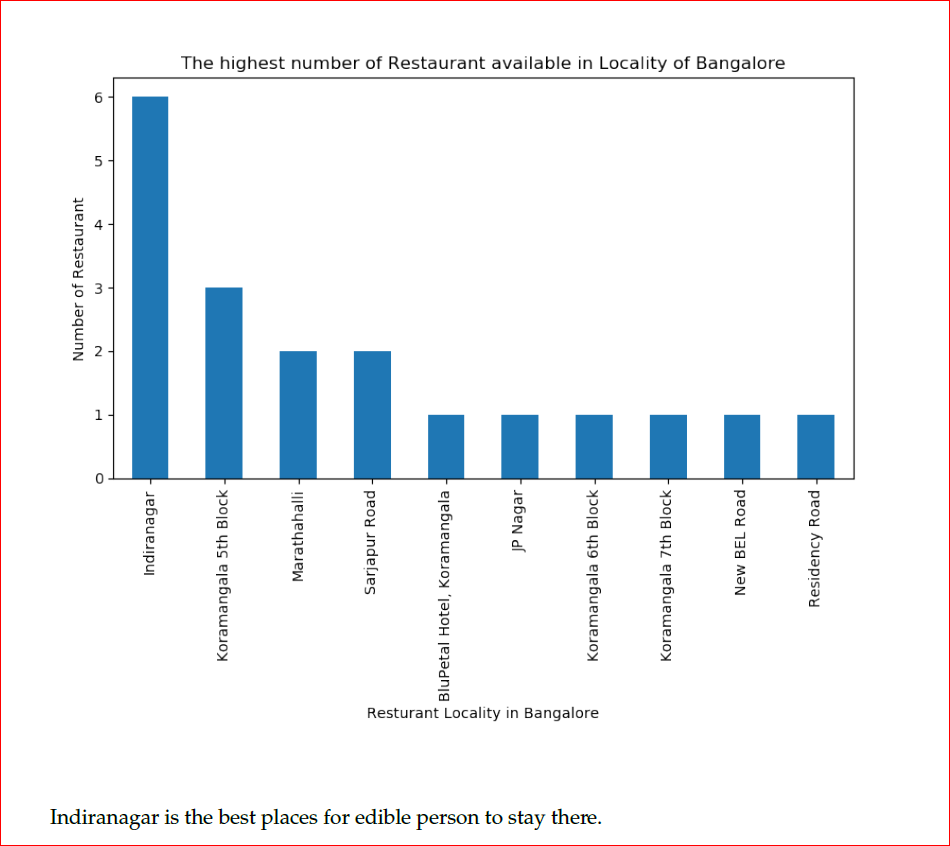 The highest number of Restaurant available in Locality of Bangalore
Number of Restaurant
6
5
4
3
2
1
0
Indiranagar
Koramangala 5th Block
Marathahalli
Sarjapur Road
BluPetal Hotel, Koramangala
JP Nagar
Koramangala 6th Block
Koramangala 7th Block
New BEL Road
Residency Road
Resturant Locality in Bangalore
Indiranagar is the best places for edible person to stay there.